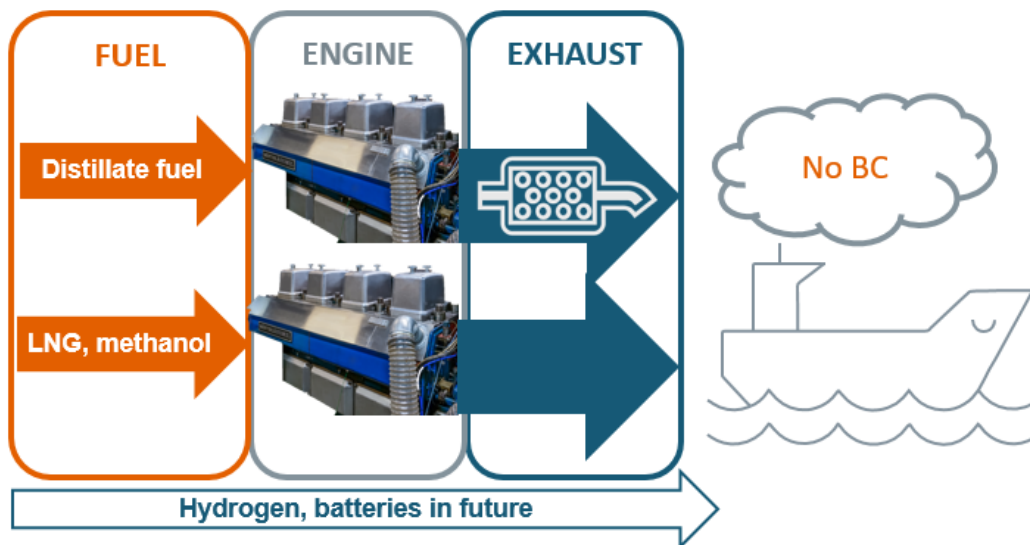 FUEL
ENGINE
EXHAUST
Distillate fuel
No BC
LNG, methanol
Hydrogen, batteries in future